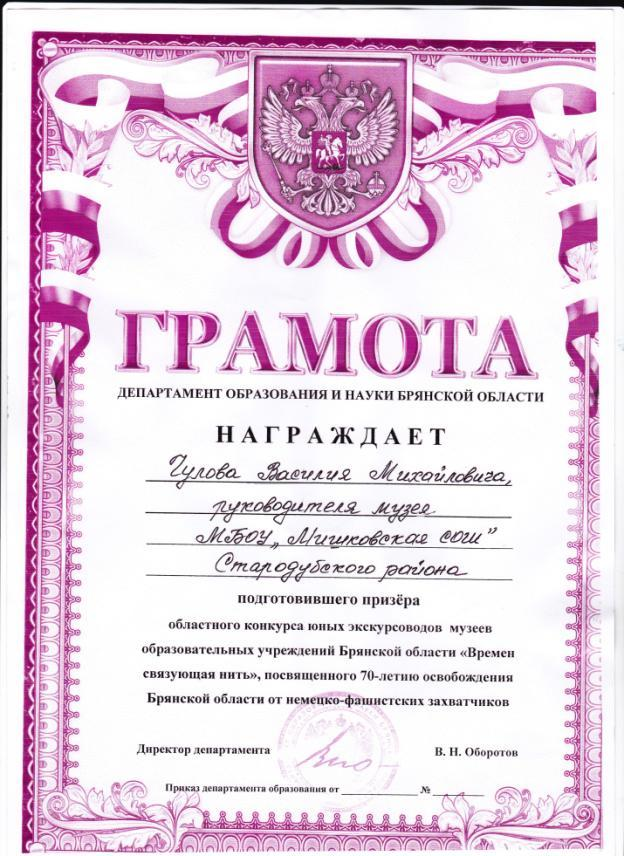 ГРАМОТА
ДЕПАРТАМЕНТ ОБРАЗОВАНИЯ И НАУКИ БРЯНСКОЙ ОБЛАСТИ
НАГРАЖДАЕТ
Чулова Василия Михайловича,
руководителя музея
МБОУ „Мишковская сош”
Стародубского района
подготовившего призёра
областного конкурса юных экскурсоводов музеев
образовательных учреждений Брянской области «Времен
связующая нить», посвященного 70-летию освобождения
Брянской области от немецко-фашистских захватчиков
Директор департамента В. Н. Оборотов
Приказ департамента образования от ______________ № _________